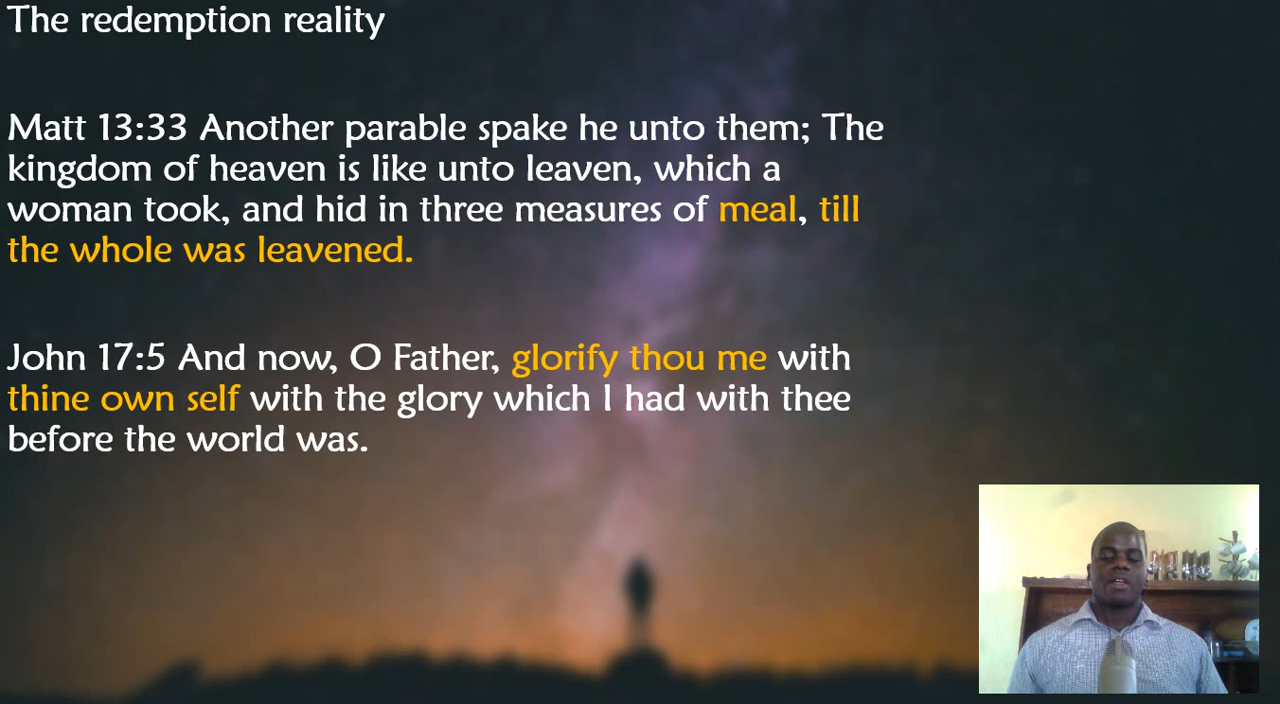 The redemption reality
Matt 13:33 Another parable spake he unto them; The
kingdom of heaven is like unto leaven, which a
woman took, and hid in three measures of meal, till
the whole was leavened.
John 17:5 And now, O Father, glorify thou me with
thine own self with the glory which I had with thee
before the world was.